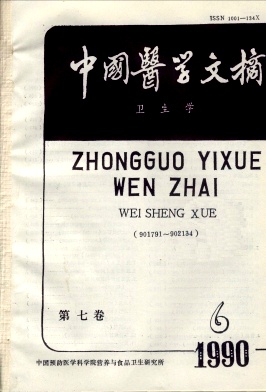 ISSN 1001—134X
中國醫学文摘
卫生学
ZHONGGUO YIXUE
WEN ZHAI
WEI SHENG XUE
(901791—902134)
第七卷
6
1990
中国预防医学科学院营养与食品卫生研究所